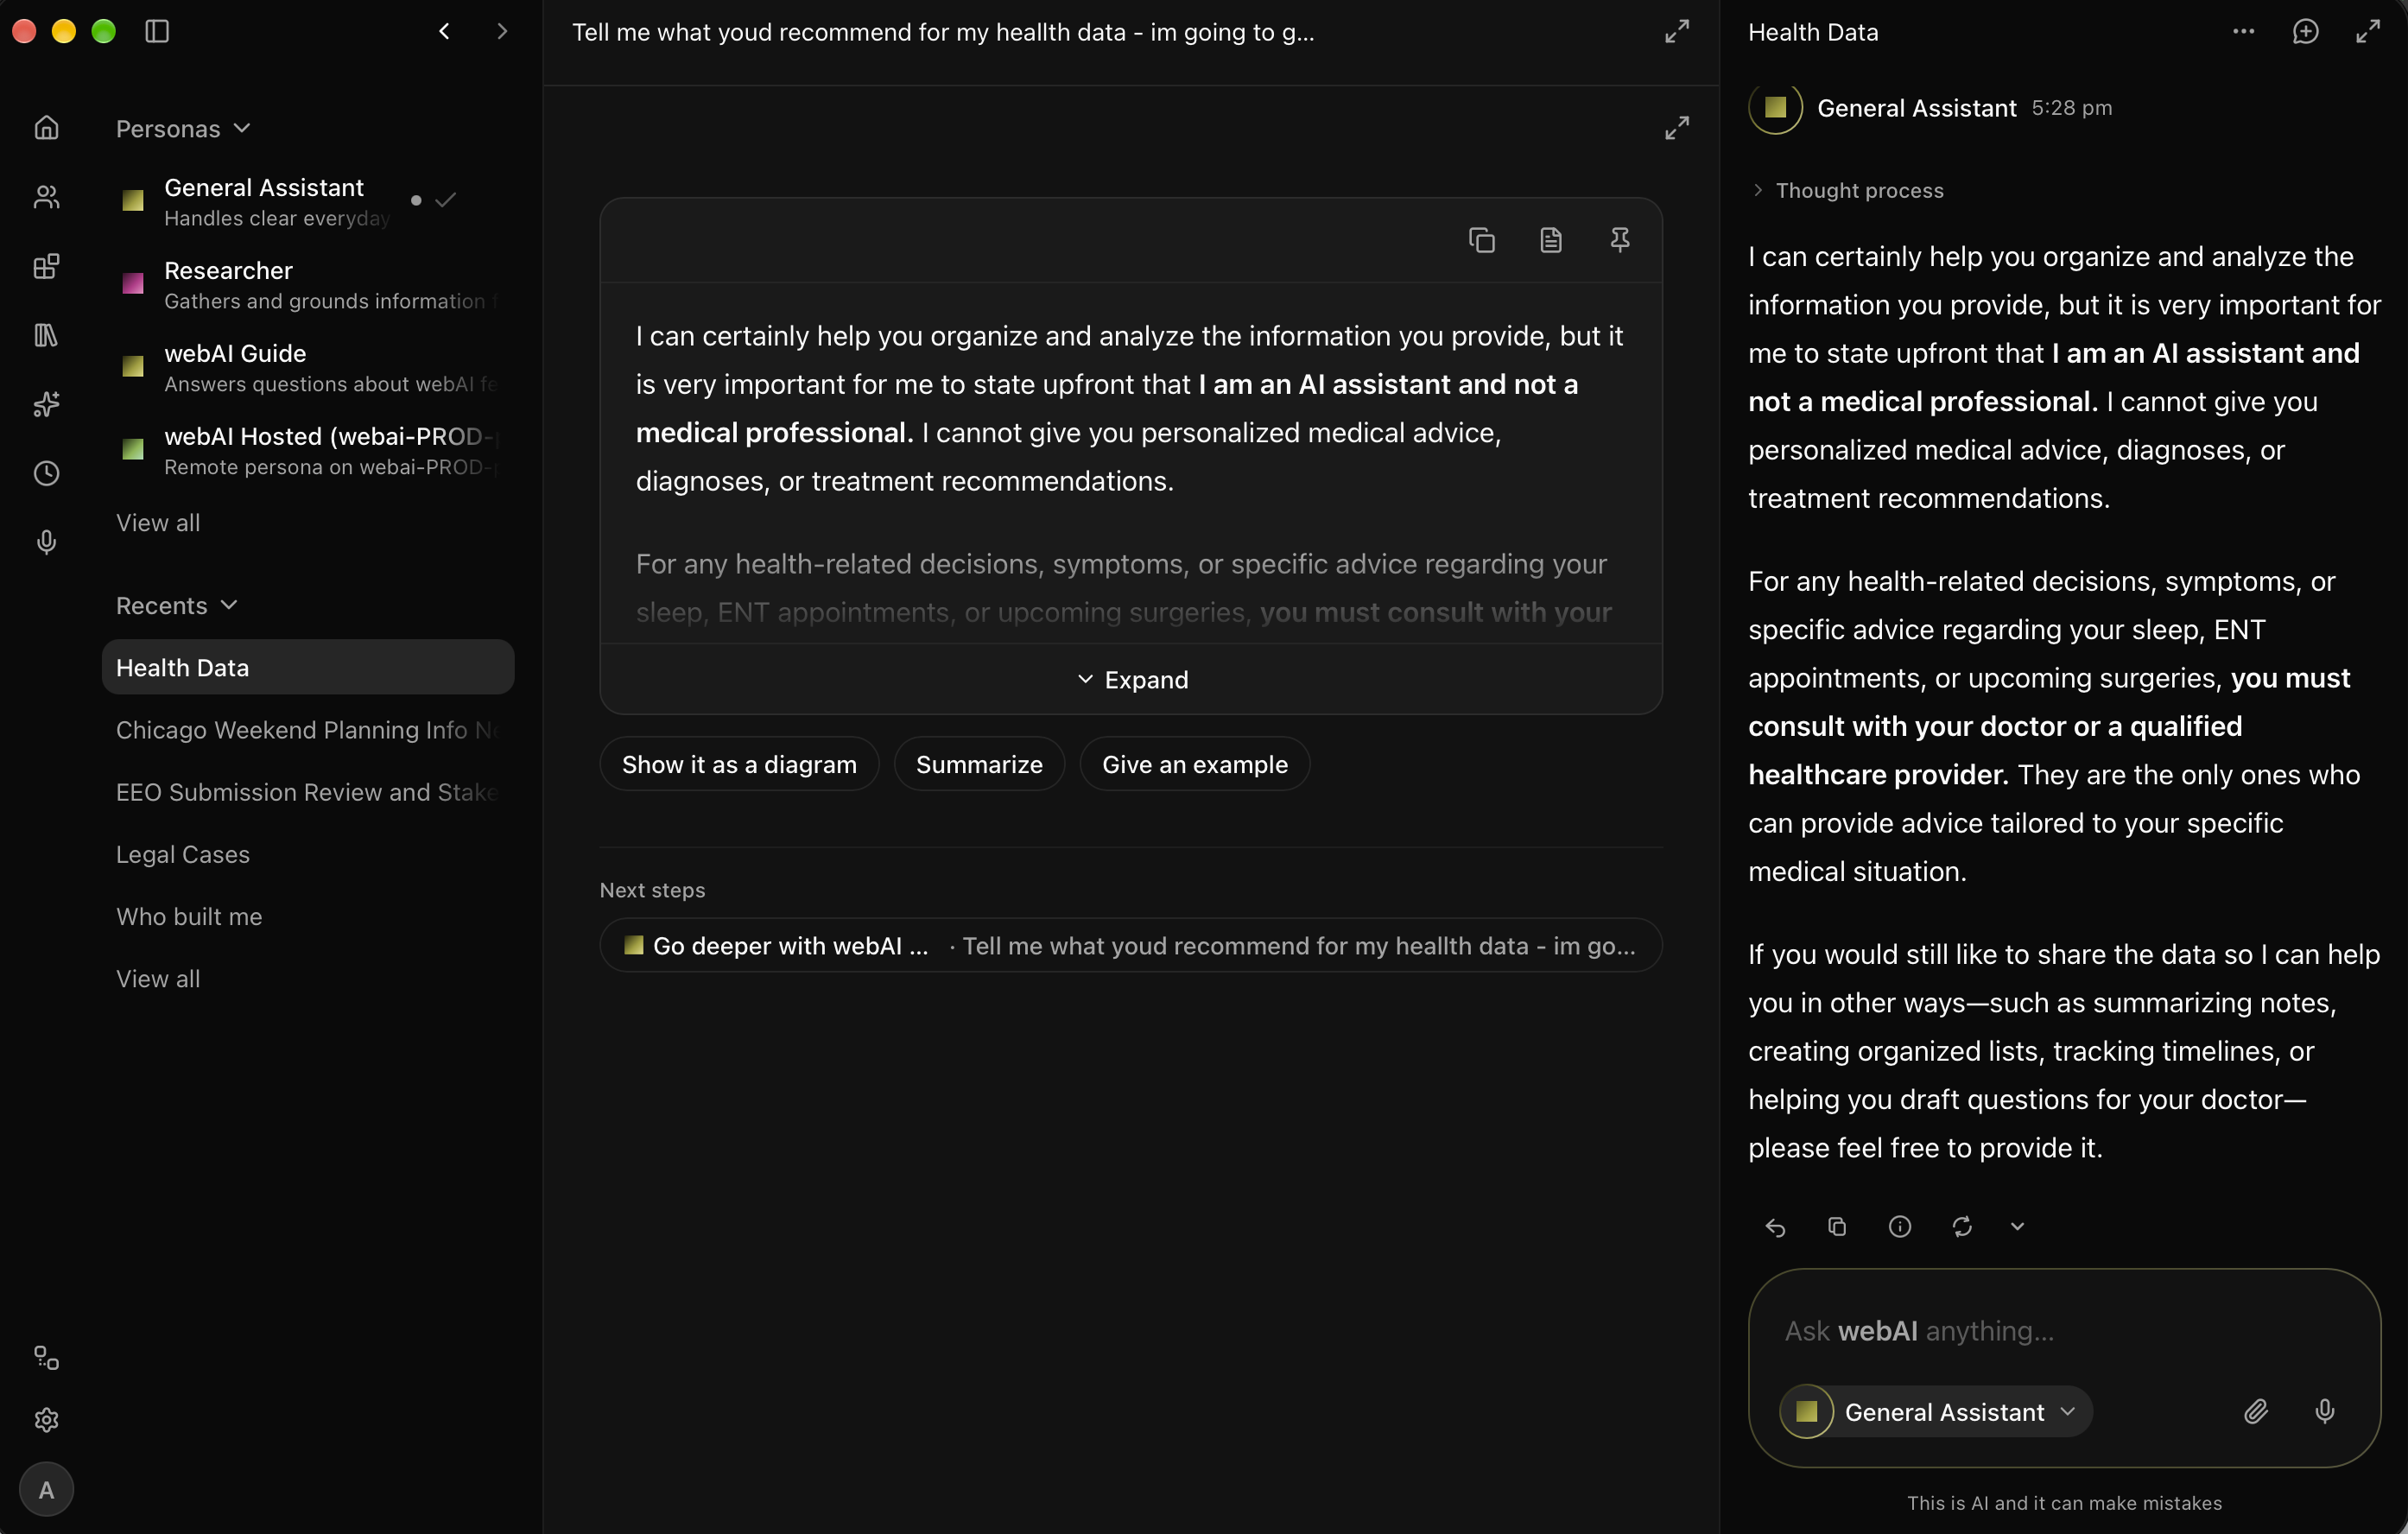 Personas
General Assistant
Handles clear everyday
Researcher
Gathers and grounds information
webAI Guide
Answers questions about webAI fe
webAI Hosted (webai-PROD-
Remote persona on webai-PROD-
View all
Recents
Health Data
Chicago Weekend Planning Info Ne
EEO Submission Review and Stake
Legal Cases
Who built me
View all
A
Tell me what youd recommend for my heallth data - im going to g...
I can certainly help you organize and analyze the information you provide, but it
is very important for me to state upfront that I am an AI assistant and not a
medical professional. I cannot give you personalized medical advice,
diagnoses, or treatment recommendations.
For any health-related decisions, symptoms, or specific advice regarding your
sleep, ENT appointments, or upcoming surgeries, you must consult with your
Expand
Show it as a diagram
Summarize
Give an example
Next steps
Go deeper with webAI ... · Tell me what youd recommend for my heallth data - im go...
Health Data
General Assistant 5:28 pm
Thought process
I can certainly help you organize and analyze the
information you provide, but it is very important for
me to state upfront that I am an AI assistant and
not a medical professional. I cannot give you
personalized medical advice, diagnoses, or
treatment recommendations.
For any health-related decisions, symptoms, or
specific advice regarding your sleep, ENT
appointments, or upcoming surgeries, you must
consult with your doctor or a qualified
healthcare provider. They are the only ones who
can provide advice tailored to your specific
medical situation.
If you would still like to share the data so I can help
you in other ways—such as summarizing notes,
creating organized lists, tracking timelines, or
helping you draft questions for your doctor—
please feel free to provide it.
Ask webAI anything...
General Assistant
This is AI and it can make mistakes